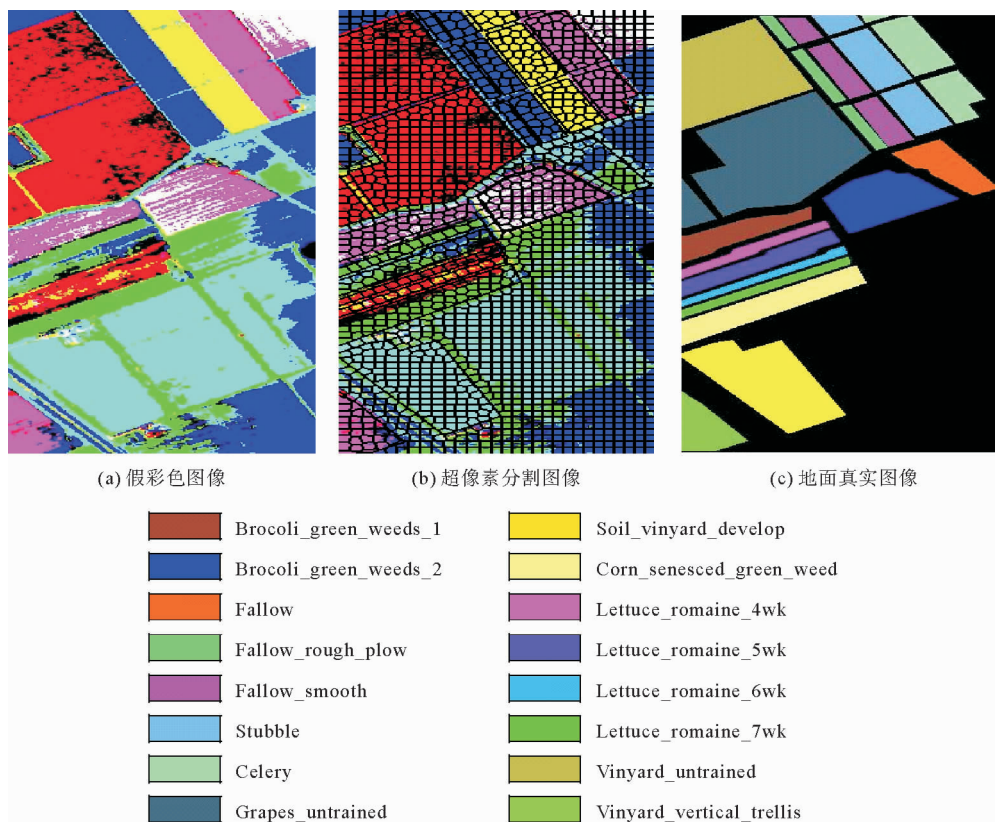 (a) 假彩色图像
(b) 超像素分割图像
(c) 地面真实图像
Brocoli_green_weeds_1
Brocoli_green_weeds_2
Fallow
Fallow_rough_plow
Fallow_smooth
Stubble
Celery
Grapes_untrained
Soil_vinyard_develop
Corn_senesced_green_weed
Lettuce_romaine_4wk
Lettuce_romaine_5wk
Lettuce_romaine_6wk
Lettuce_romaine_7wk
Vinyard_untrained
Vinyard_vertical_trellis